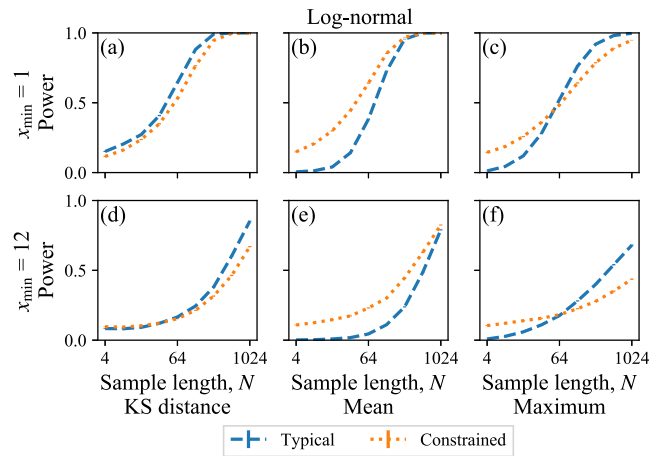 Log-normal
(a) (b) (c)
1.0
0.5
0.0
x_min = 1
Power
(d) (e) (f)
1.0
0.5
0.0
x_min = 12
Power
4 64 1024 4 64 1024 4 64 1024
Sample length, N Sample length, N Sample length, N
KS distance Mean Maximum
Typical Constrained